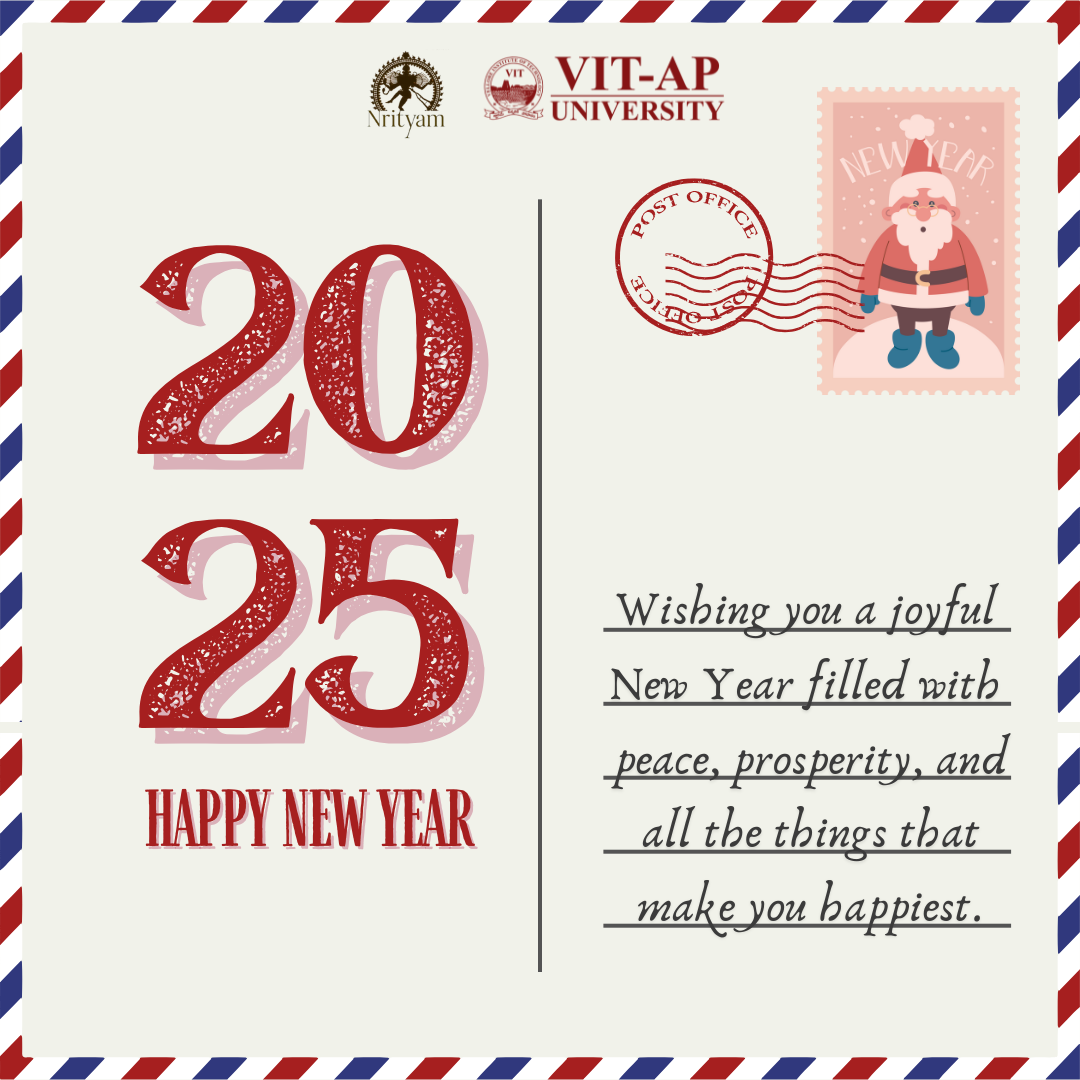 Nrityam
VIT
VIT-AP
UNIVERSITY
NEW YEAR
POST OFFICE
POST OFFICE
20
25
HAPPY NEW YEAR
Wishing you a joyful
New Year filled with
peace, prosperity, and
all the things that
make you happiest.